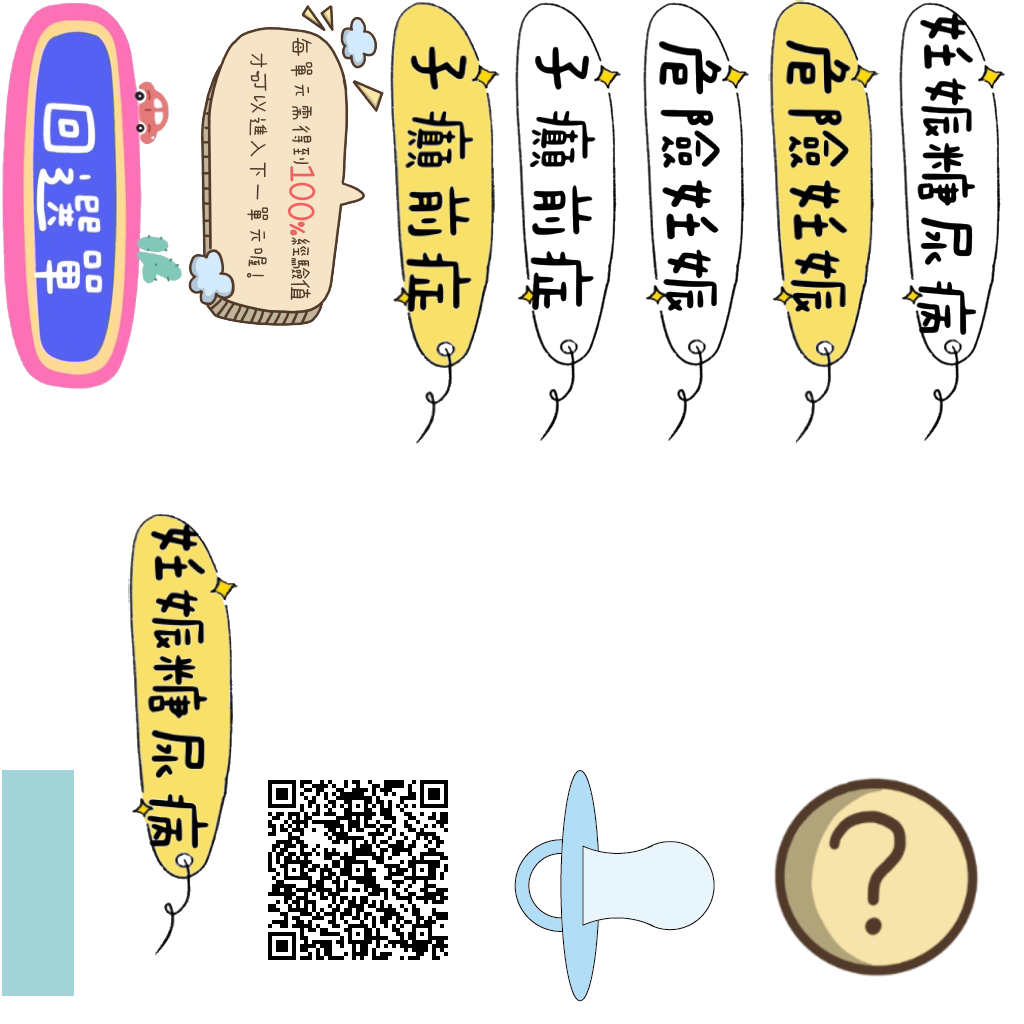 回選單
每單元需得到100%經驗值
才可以進入下一單元喔!
子癲前症
子癲前症
危險妊娠
危險妊娠
妊娠糖尿病
妊娠糖尿病
?